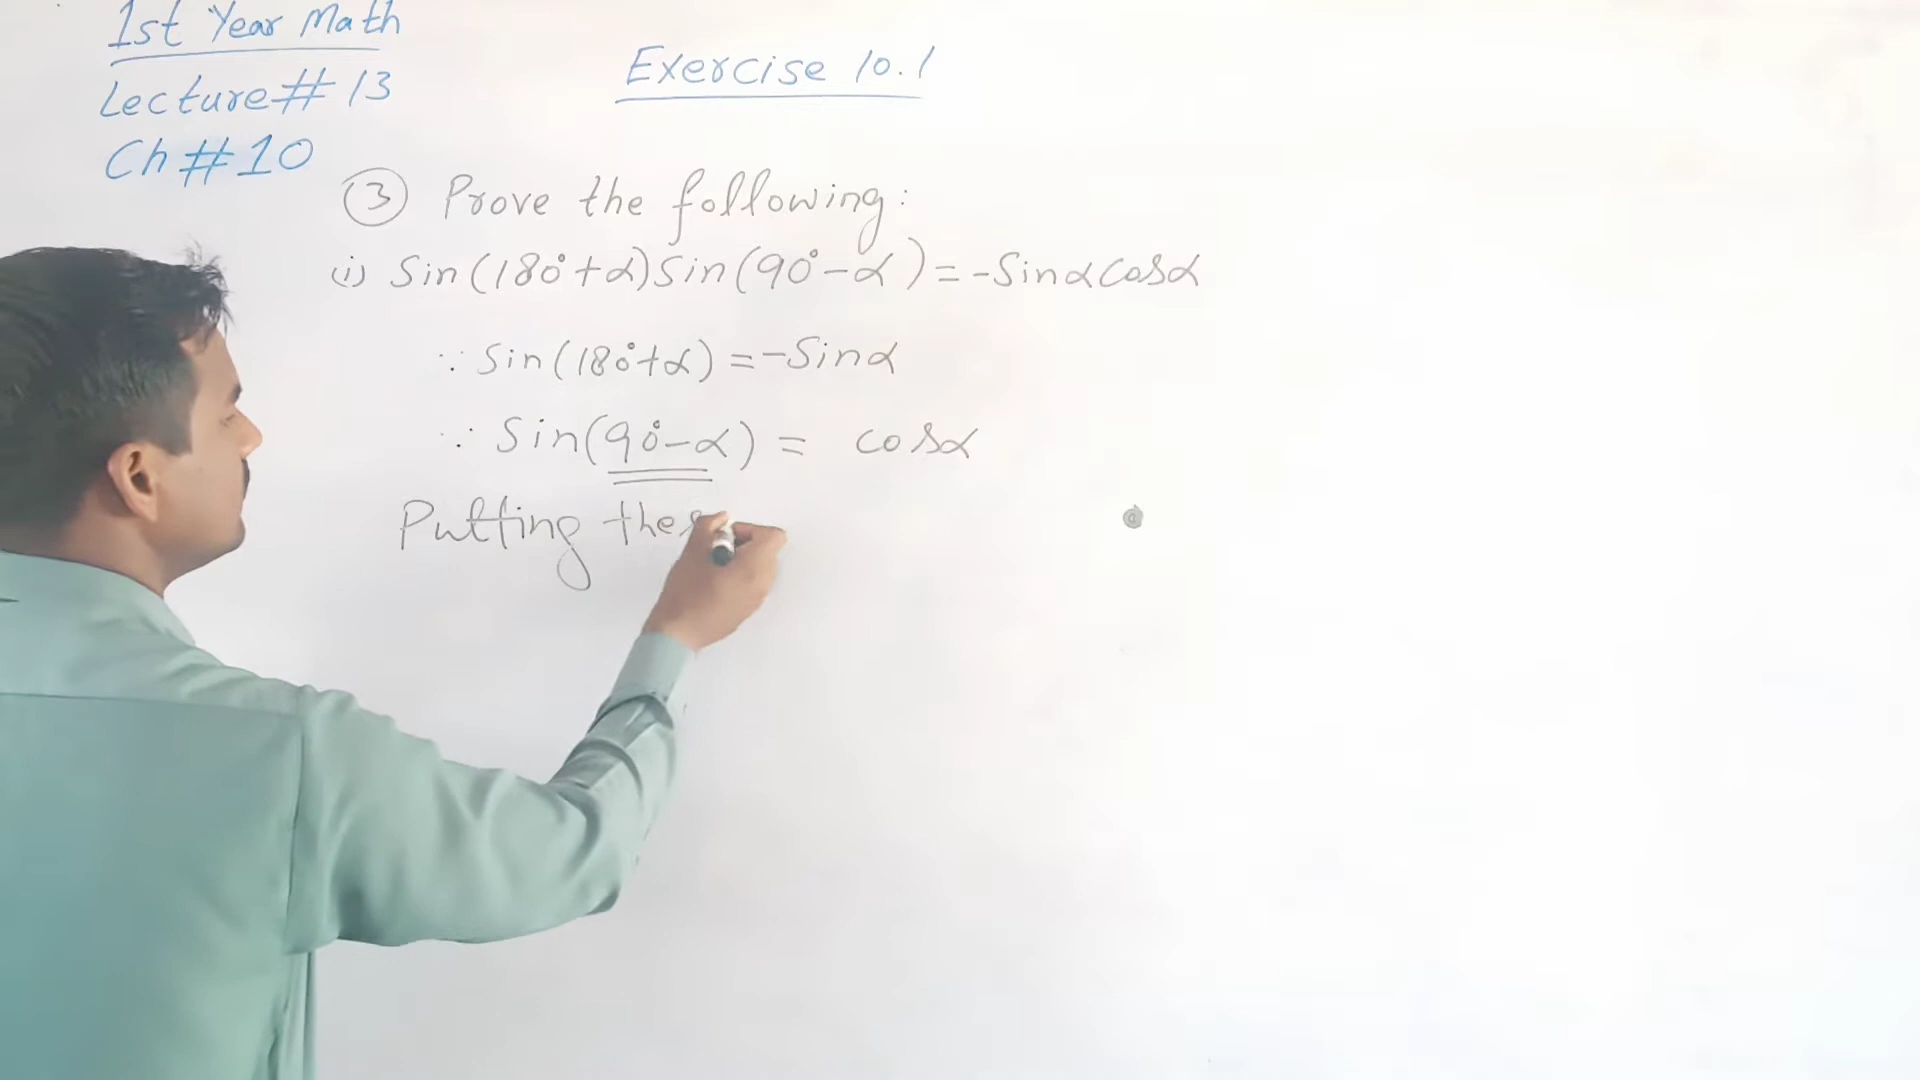 1st Year Math
Lecture# 13
Ch # 10
Exercise 10.1
③ Prove the following:
(i) Sin(180°+α)Sin(90°-α)=-SinαCosα
∵ Sin(180°+α)=-Sinα
∵ Sin(90°-α) = cosα
Putting thes